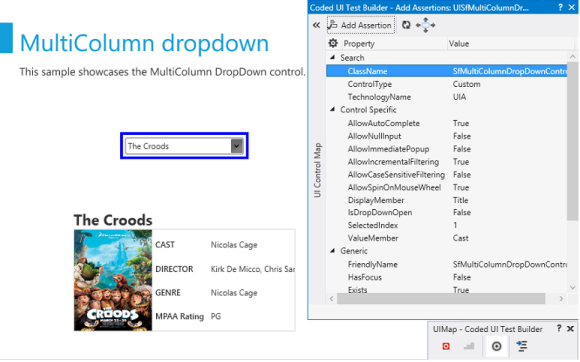 MultiColumn dropdown
This sample showcases the MultiColumn DropDown control.
The Croods
The Croods
THE
CROODS
CAST Nicolas Cage
DIRECTOR Kirk De Micco, Chris San
GENRE Nicolas Cage
MPAA Rating PG
Coded UI Test Builder - Add Assertions: UISfMultiColumnDr... ? ×
Add Assertion
UI Control Map
Property Value
Search
ClassName SfMultiColumnDropDownContr
ControlType Custom
TechnologyName UIA
Control Specific
AllowAutoComplete True
AllowNullInput False
AllowImmediatePopup False
AllowIncrementalFiltering True
AllowCaseSensitiveFiltering False
AllowSpinOnMouseWheel True
DisplayMember Title
IsDropDownOpen False
SelectedIndex 1
ValueMember Cast
Generic
FriendlyName SfMultiColumnDropDownContr
HasFocus False
Exists True
UIMap - Coded UI Test Builder ? ×